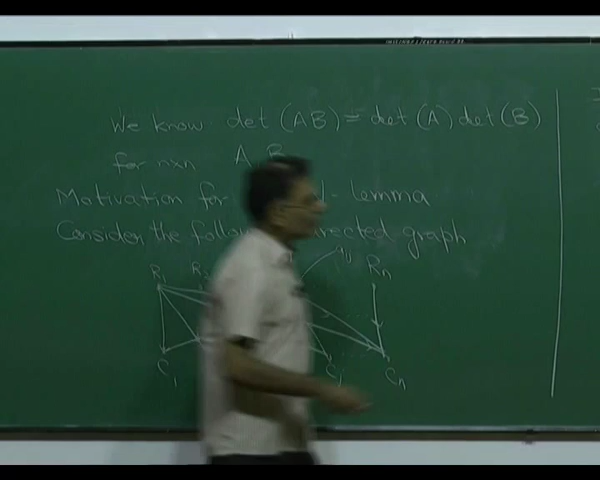 We know det (AB) = det (A) det (B)
for nxn A B
Motivation for lemma
Consider the directed graph
R1 Rn
C1 Cj Cn